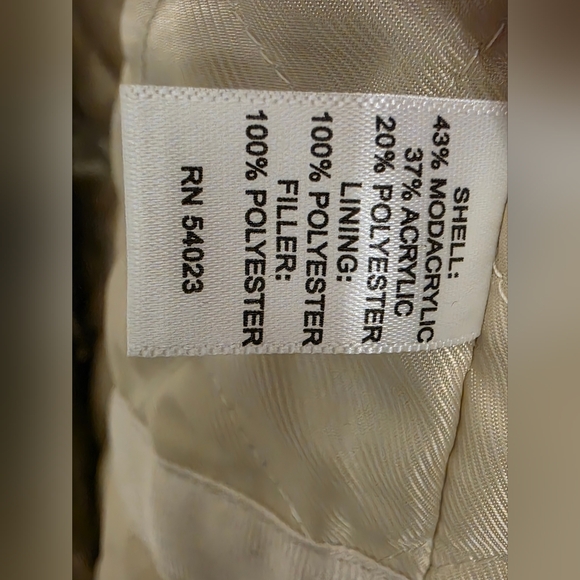 SHELL:
43% MODACRYLIC
37% ACRYLIC
20% POLYESTER
LINING:
100% POLYESTER
FILLER:
100% POLYESTER
RN 54023